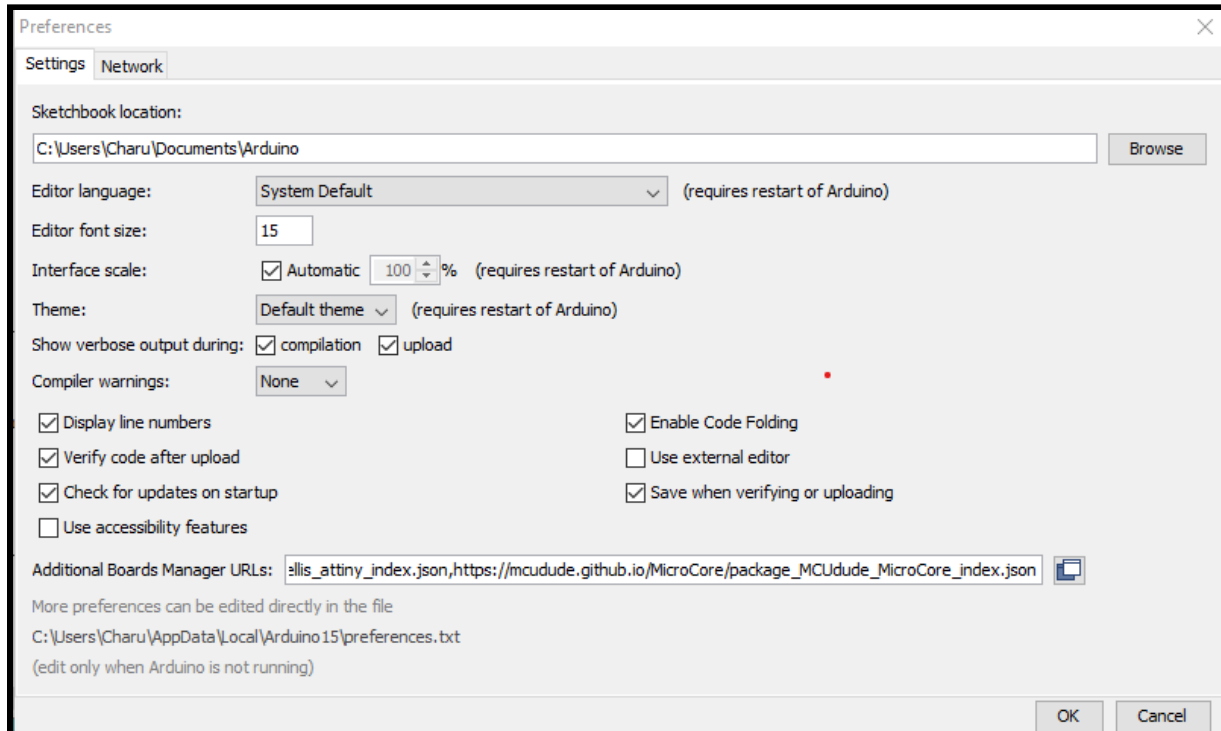 Preferences
Settings Network
Sketchbook location:
C:\Users\Charu\Documents\Arduino Browse
Editor language: System Default (requires restart of Arduino)
Editor font size: 15
Interface scale: Automatic 100 % (requires restart of Arduino)
Theme: Default theme (requires restart of Arduino)
Show verbose output during: compilation upload
Compiler warnings: None
Display line numbers Enable Code Folding
Verify code after upload Use external editor
Check for updates on startup Save when verifying or uploading
Use accessibility features
Additional Boards Manager URLs: ellis_attiny_index.json,https://mcudude.github.io/MicroCore/package_MCUdude_MicroCore_index.json
More preferences can be edited directly in the file
C:\Users\Charu\AppData\Local\Arduino15\preferences.txt
(edit only when Arduino is not running)
OK Cancel